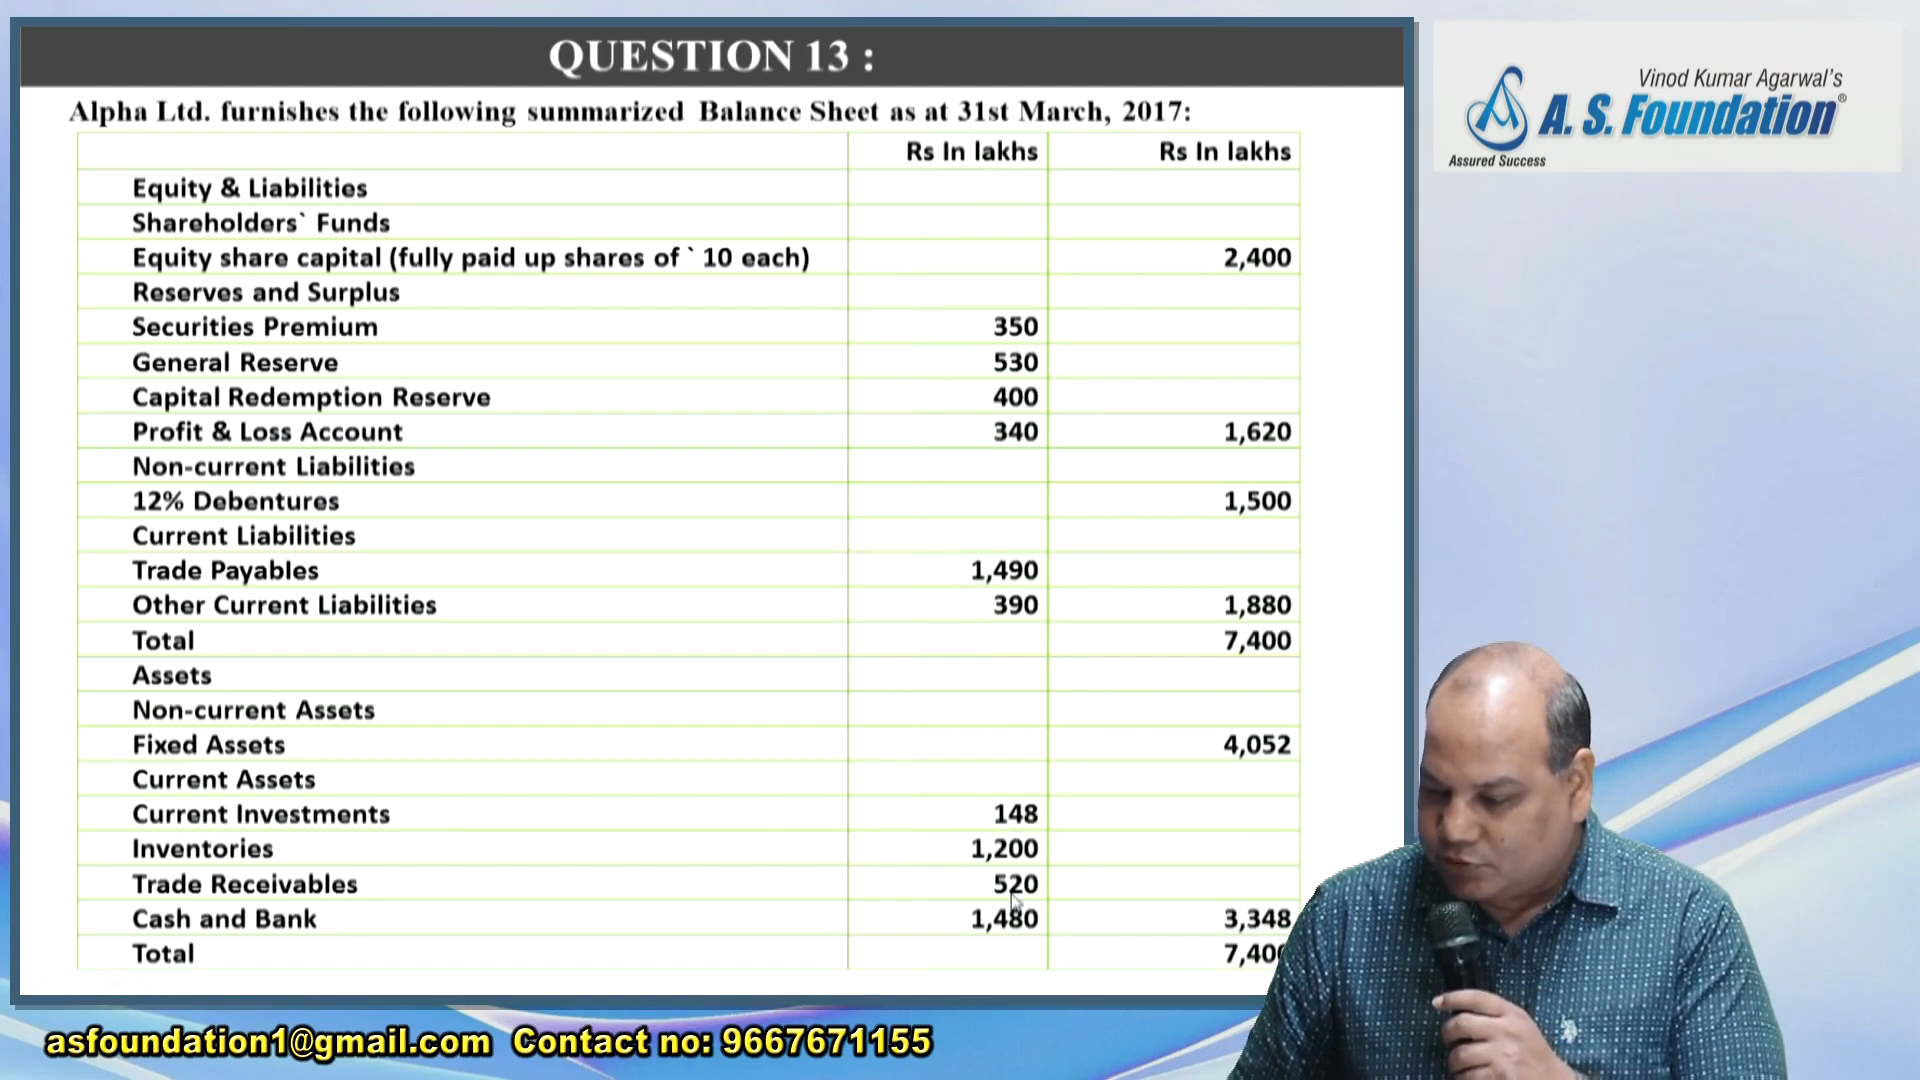 QUESTION 13 :
Alpha Ltd. furnishes the following summarized Balance Sheet as at 31st March, 2017:
Rs In lakhs Rs In lakhs
Equity & Liabilities
Shareholders` Funds
Equity share capital (fully paid up shares of ` 10 each) 2,400
Reserves and Surplus
Securities Premium 350
General Reserve 530
Capital Redemption Reserve 400
Profit & Loss Account 340 1,620
Non-current Liabilities
12% Debentures 1,500
Current Liabilities
Trade Payables 1,490
Other Current Liabilities 390 1,880
Total 7,400
Assets
Non-current Assets
Fixed Assets 4,052
Current Assets
Current Investments 148
Inventories 1,200
Trade Receivables 520
Cash and Bank 1,480 3,348
Total 7,400
Vinod Kumar Agarwal's
A. S. Foundation®
Assured Success
asfoundation1@gmail.com Contact no: 9667671155